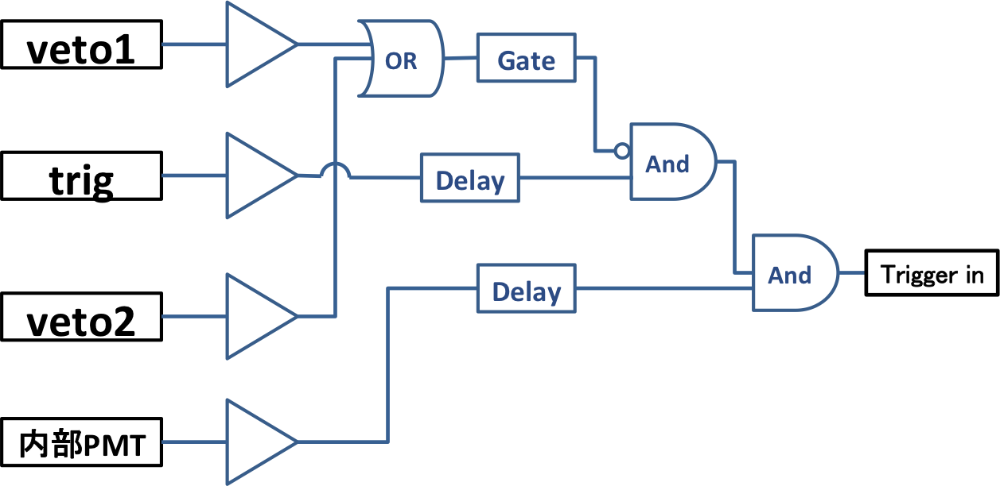 veto1
OR
Gate
trig
Delay
And
veto2
Delay
And
Trigger in
内部PMT